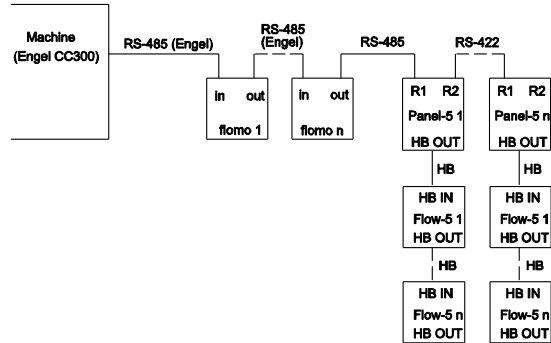 Machine
(Engel CC300)
RS-485 (Engel)
RS-485
(Engel)
RS-485
RS-422
in out
flomo 1
in out
flomo n
R1 R2
Panel-5 1
HB OUT
R1 R2
Panel-5 n
HB OUT
HB
HB
HB IN
Flow-5 1
HB OUT
HB IN
Flow-5 1
HB OUT
HB
HB
HB IN
Flow-5 n
HB OUT
HB IN
Flow-5 n
HB OUT